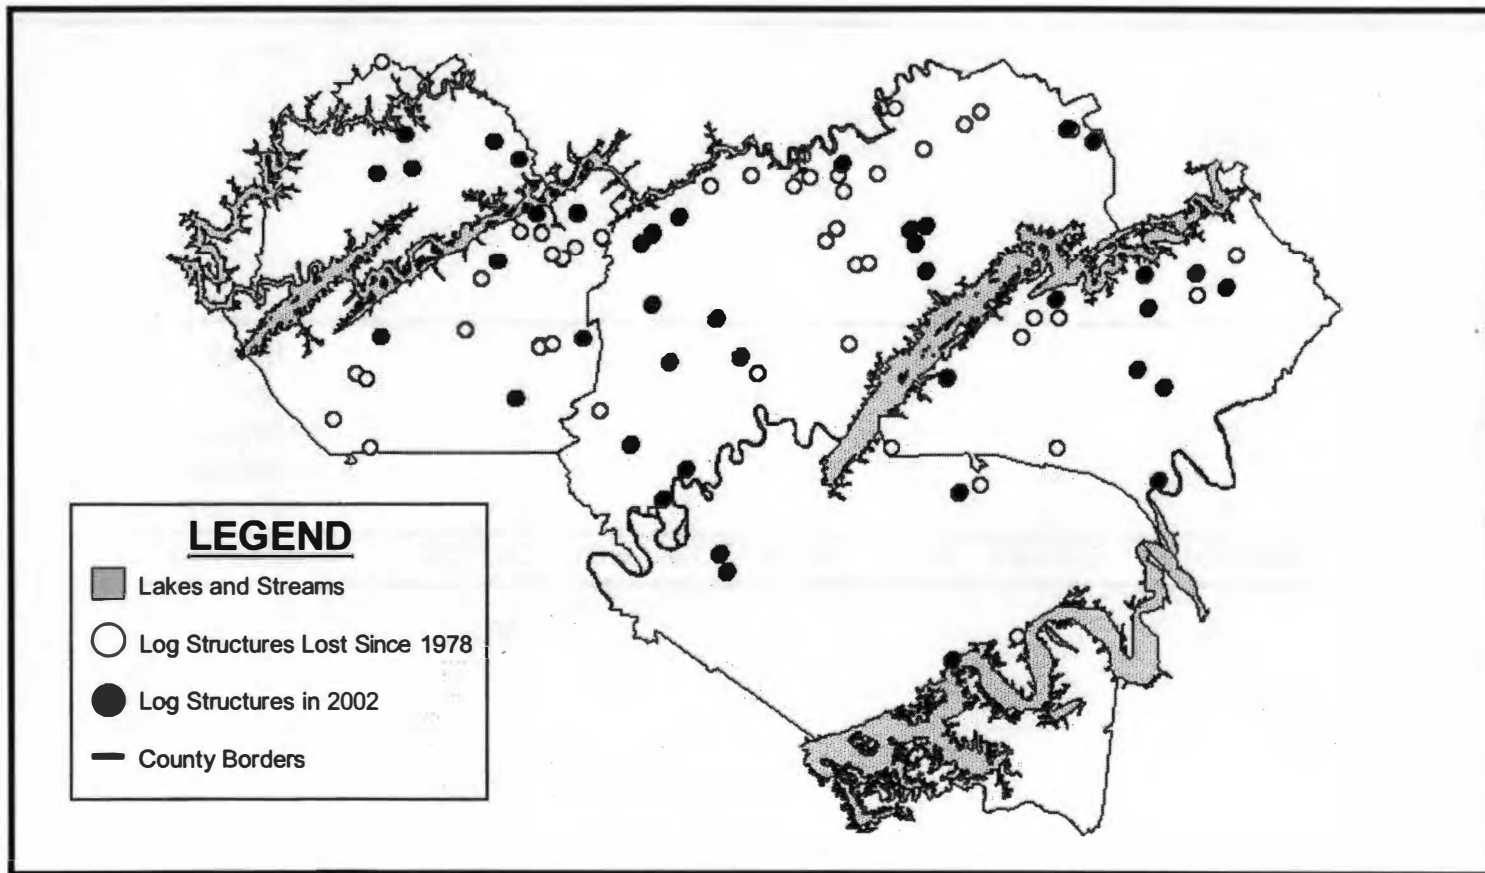 LEGEND
Lakes and Streams
Log Structures Lost Since 1978
Log Structures in 2002
County Borders